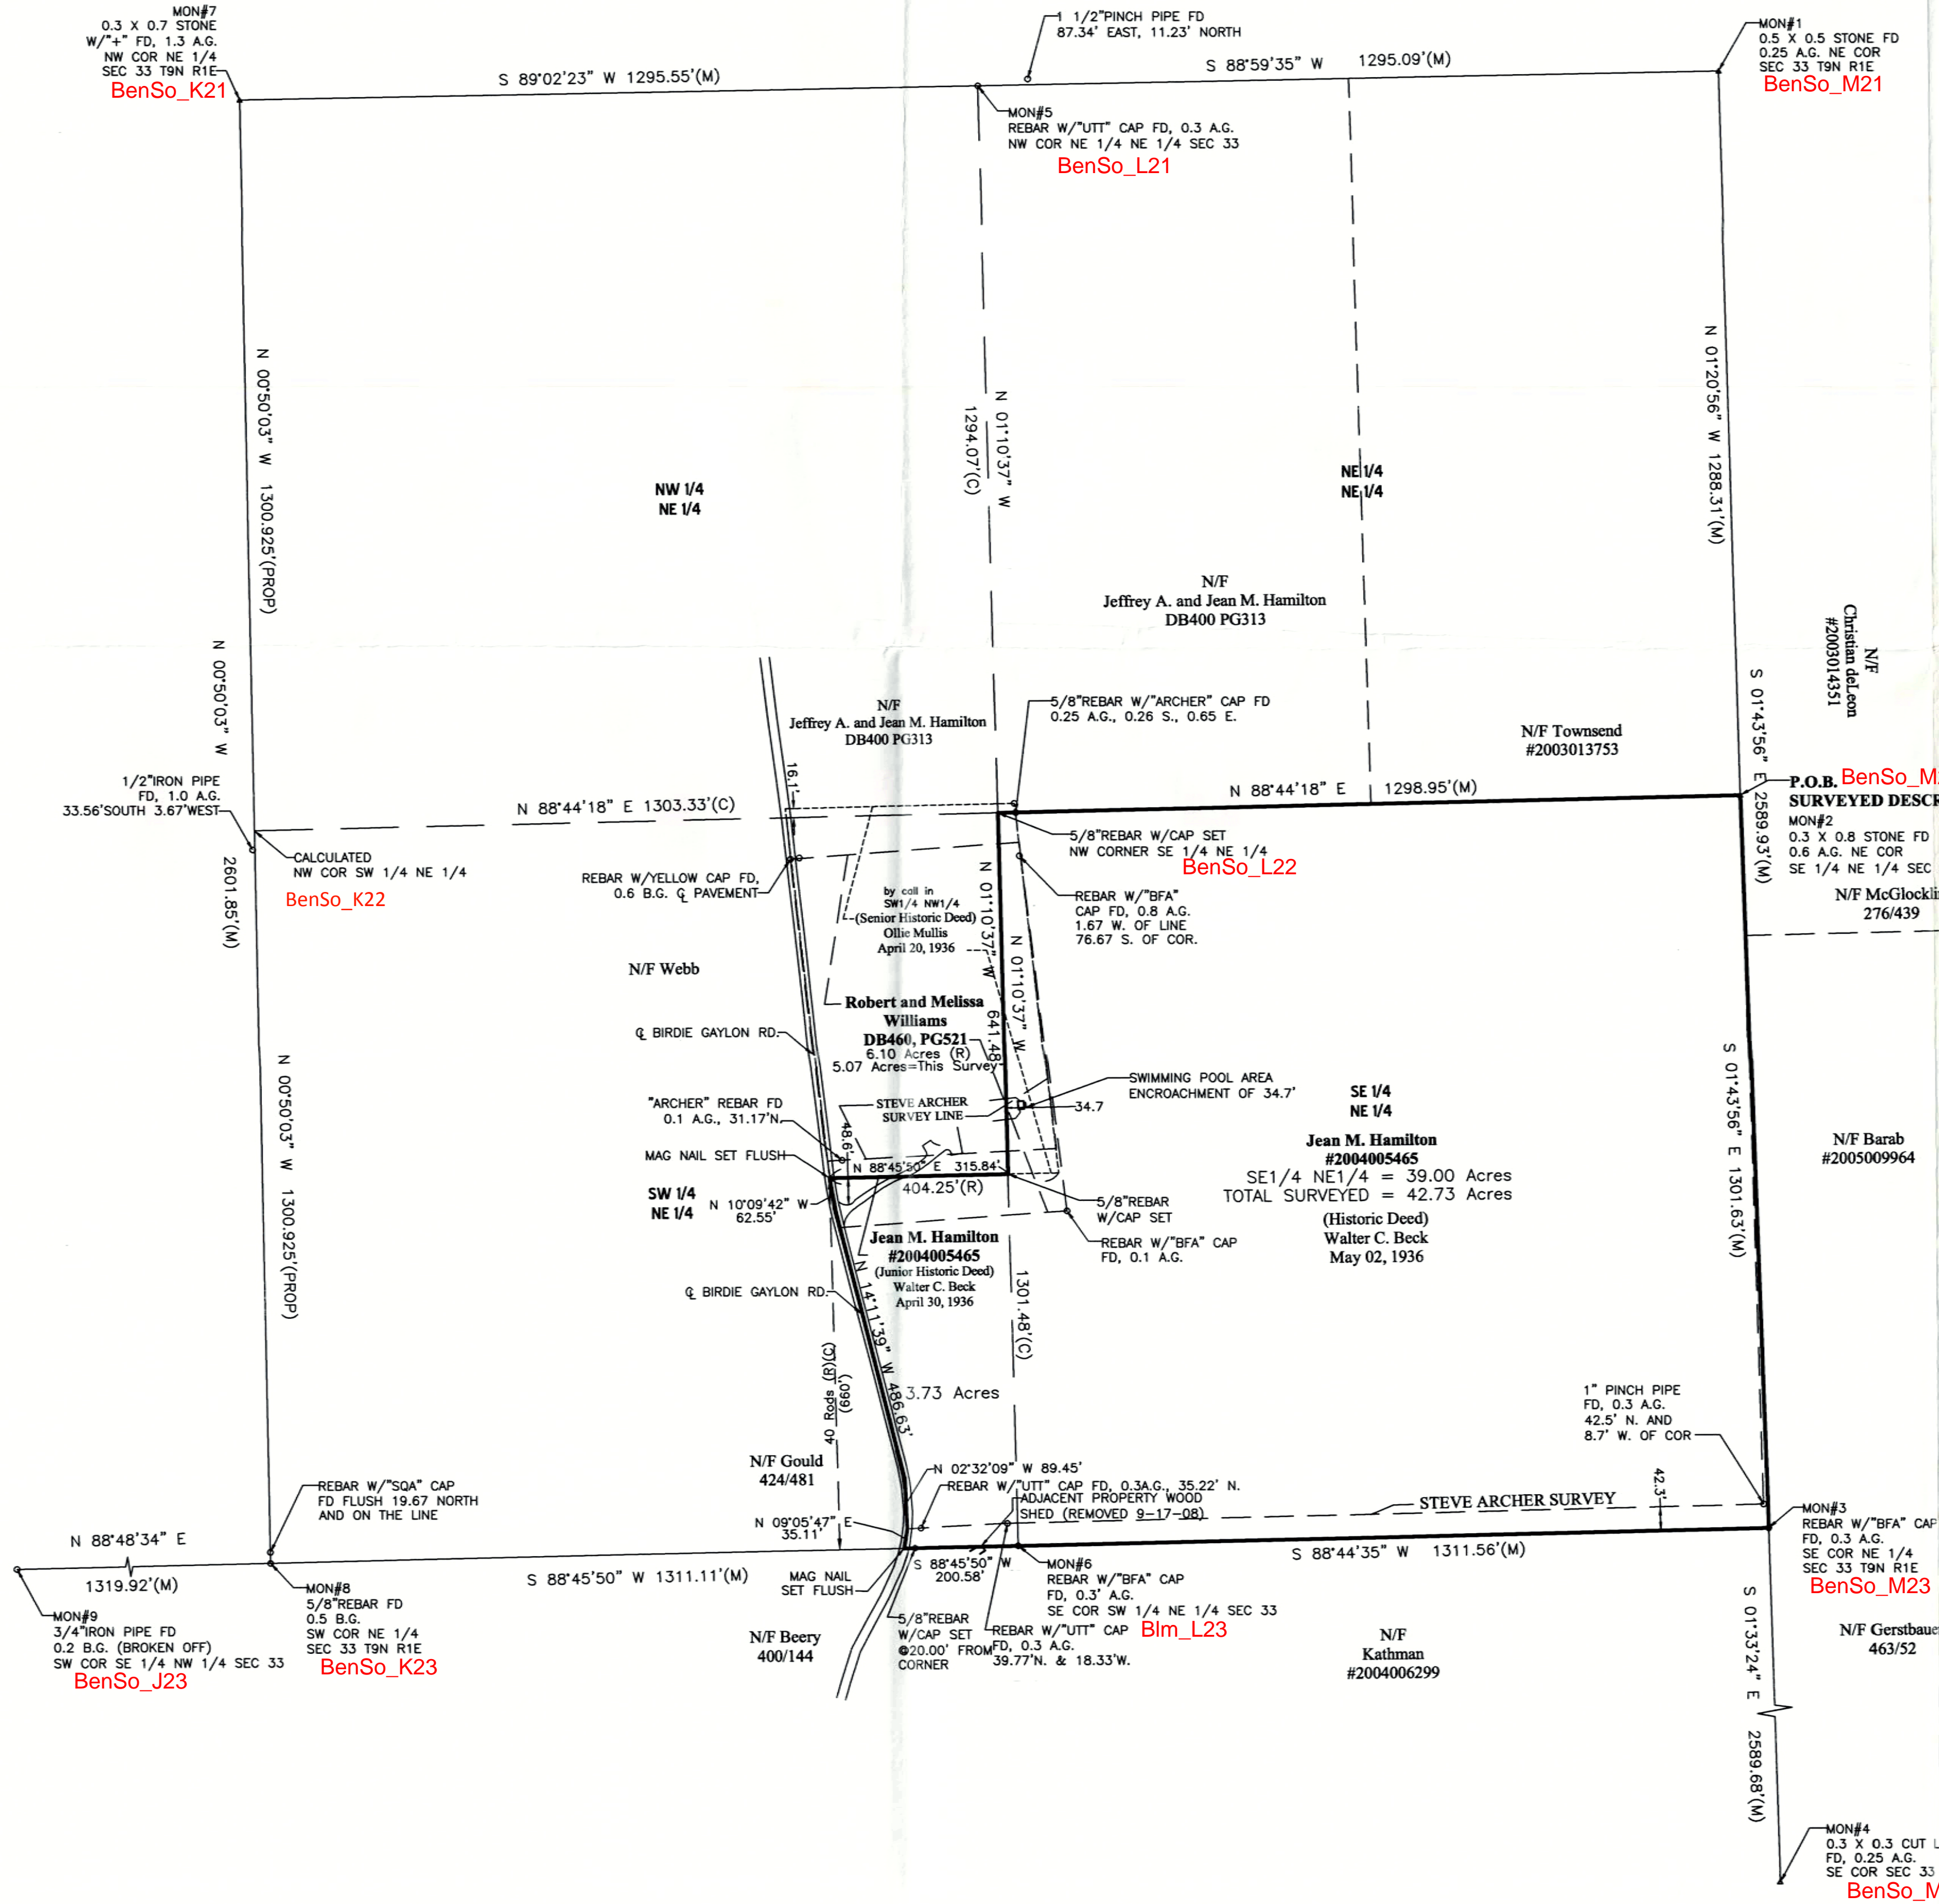 MON#7
0.3 X 0.7 STONE
W/"+" FD, 1.3 A.G.
NW COR NE 1/4
SEC 33 T9N R1E
BenSo_K21
S 89°02'23" W 1295.55'(M)
1 1/2"PINCH PIPE FD
87.34' EAST, 11.23' NORTH
S 88°59'35" W 1295.09'(M)
MON#1
0.5 X 0.5 STONE FD
0.25 A.G. NE COR
SEC 33 T9N R1E
BenSo_M21
MON#5
REBAR W/"UTT" CAP FD, 0.3 A.G.
NW COR NE 1/4 NE 1/4 SEC 33
BenSo_L21
N 00°50'03" W 1300.925'(PROP)
N 01°10'37" W
1294.07'(C)
N 01°20'56" W 1288.31'(M)
NW 1/4
NE 1/4
NE 1/4
NE 1/4
N/F
Jeffrey A. and Jean M. Hamilton
DB400 PG313
N/F
Christian deLeon
#2003014351
N 00°50'03" W 2601.85'(M)
N/F
Jeffrey A. and Jean M. Hamilton
DB400 PG313
5/8"REBAR W/"ARCHER" CAP FD
0.25 A.G., 0.26 S., 0.65 E.
N/F Townsend
#2003013753
S 01°43'56" E 2589.93'(M)
1/2"IRON PIPE
FD, 1.0 A.G.
33.56'SOUTH 3.67'WEST
16.1'
N 88°44'18" E 1303.33'(C)
N 88°44'18" E 1298.95'(M)
P.O.B. BenSo_M2
SURVEYED DESCR
MON#2
0.3 X 0.8 STONE FD
0.6 A.G. NE COR
SE 1/4 NE 1/4 SEC
CALCULATED
NW COR SW 1/4 NE 1/4
BenSo_K22
5/8"REBAR W/CAP SET
NW CORNER SE 1/4 NE 1/4
BenSo_L22
REBAR W/YELLOW CAP FD,
0.6 B.G. ℄ PAVEMENT
by call in
SW1/4 NW1/4
(Senior Historic Deed)
Ollie Mullis
April 20, 1936
REBAR W/"BFA"
CAP FD, 0.8 A.G.
1.67 W. OF LINE
76.67 S. OF COR.
N/F McGlockli
276/439
N/F Webb
N 01°10'37" W 641.48'
N 01°10'37" W
1301.48'(C)
Robert and Melissa
Williams
DB460, PG521
6.10 Acres (R)
5.07 Acres=This Survey
℄ BIRDIE GAYLON RD.
N 00°50'03" W 1300.925'(PROP)
S 01°43'56" E 1301.63'(M)
SWIMMING POOL AREA
ENCROACHMENT OF 34.7'
34.7
"ARCHER" REBAR FD
0.1 A.G., 31.17'N.
STEVE ARCHER
SURVEY LINE
48.6'
MAG NAIL SET FLUSH
N 88°45'50" E 315.84'
404.25'(R)
SE 1/4
NE 1/4
Jean M. Hamilton
#2004005465
SE1/4 NE1/4 = 39.00 Acres
TOTAL SURVEYED = 42.73 Acres
(Historic Deed)
Walter C. Beck
May 02, 1936
N/F Barab
#2005009964
SW 1/4
NE 1/4
N 10°09'42" W
62.55'
5/8"REBAR
W/CAP SET
REBAR W/"BFA" CAP
FD, 0.1 A.G.
Jean M. Hamilton
#2004005465
(Junior Historic Deed)
Walter C. Beck
April 30, 1936
℄ BIRDIE GAYLON RD.
N 14°11'39" W 486.63'
40 Rods (R)(C)
(660')
3.73 Acres
1" PINCH PIPE
FD, 0.3 A.G.
42.5' N. AND
8.7' W. OF COR
N/F Gould
424/481
N 02°32'09" W 89.45'
REBAR W/"UTT" CAP FD, 0.3A.G., 35.22' N.
ADJACENT PROPERTY WOOD
SHED (REMOVED 9-17-08)
STEVE ARCHER SURVEY
42.3'
REBAR W/"SQA" CAP
FD FLUSH 19.67 NORTH
AND ON THE LINE
N 09°05'47" E
35.11'
MON#3
REBAR W/"BFA" CAP
FD, 0.3 A.G.
SE COR NE 1/4
SEC 33 T9N R1E
BenSo_M23
N 88°48'34" E
1319.92'(M)
S 88°45'50" W 1311.11'(M)
MAG NAIL
SET FLUSH
S 88°45'50" W
200.58'
S 88°44'35" W 1311.56'(M)
MON#9
3/4"IRON PIPE FD
0.2 B.G. (BROKEN OFF)
SW COR SE 1/4 NW 1/4 SEC 33
BenSo_J23
MON#8
5/8"REBAR FD
0.5 B.G.
SW COR NE 1/4
SEC 33 T9N R1E
BenSo_K23
MON#6
REBAR W/"BFA" CAP
FD, 0.3' A.G.
SE COR SW 1/4 NE 1/4 SEC 33
Blm_L23
5/8"REBAR
W/CAP SET
@20.00' FROM
CORNER
REBAR W/"UTT" CAP
FD, 0.3 A.G.
39.77'N. & 18.33'W.
N/F Beery
400/144
N/F
Kathman
#2004006299
N/F Gerstbaue
463/52
S 01°33'24" E 2589.68'(M)
MON#4
0.3 X 0.3 CUT L
FD, 0.25 A.G.
SE COR SEC 33
BenSo_M